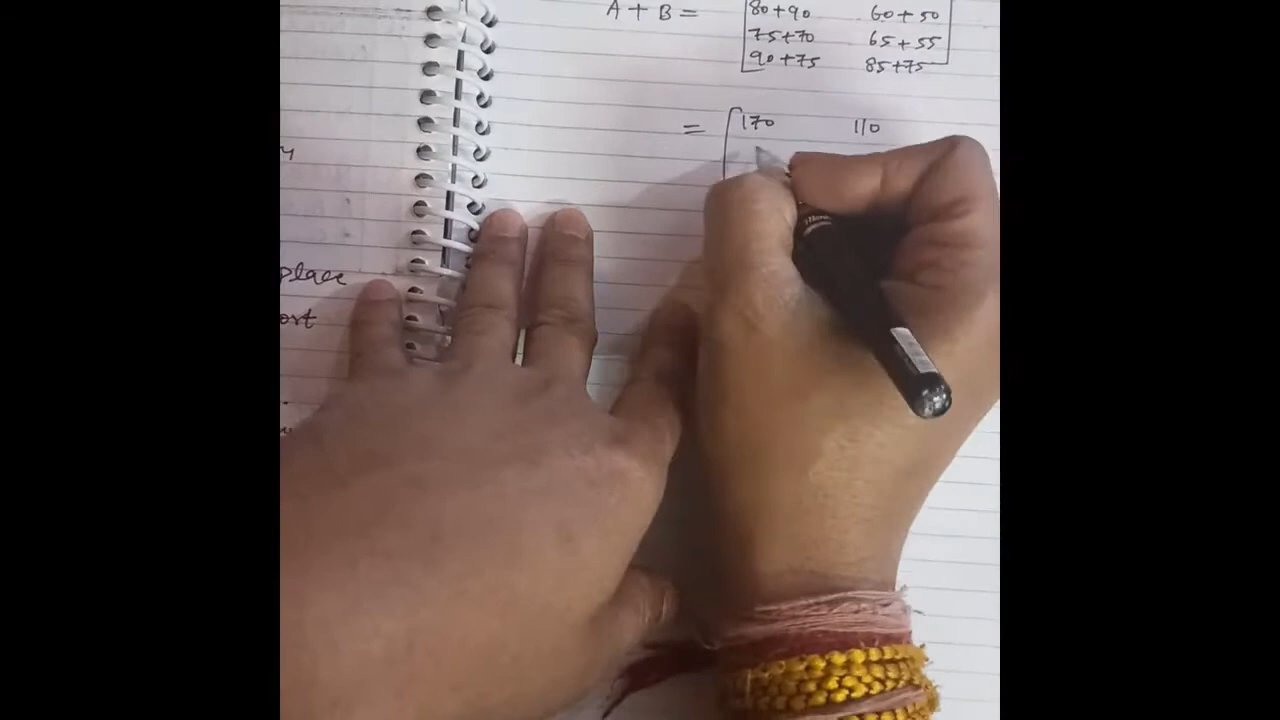 A + B = 80+90 60+50
75+70 65+55
90+75 85+75
= 170 110
place
ort